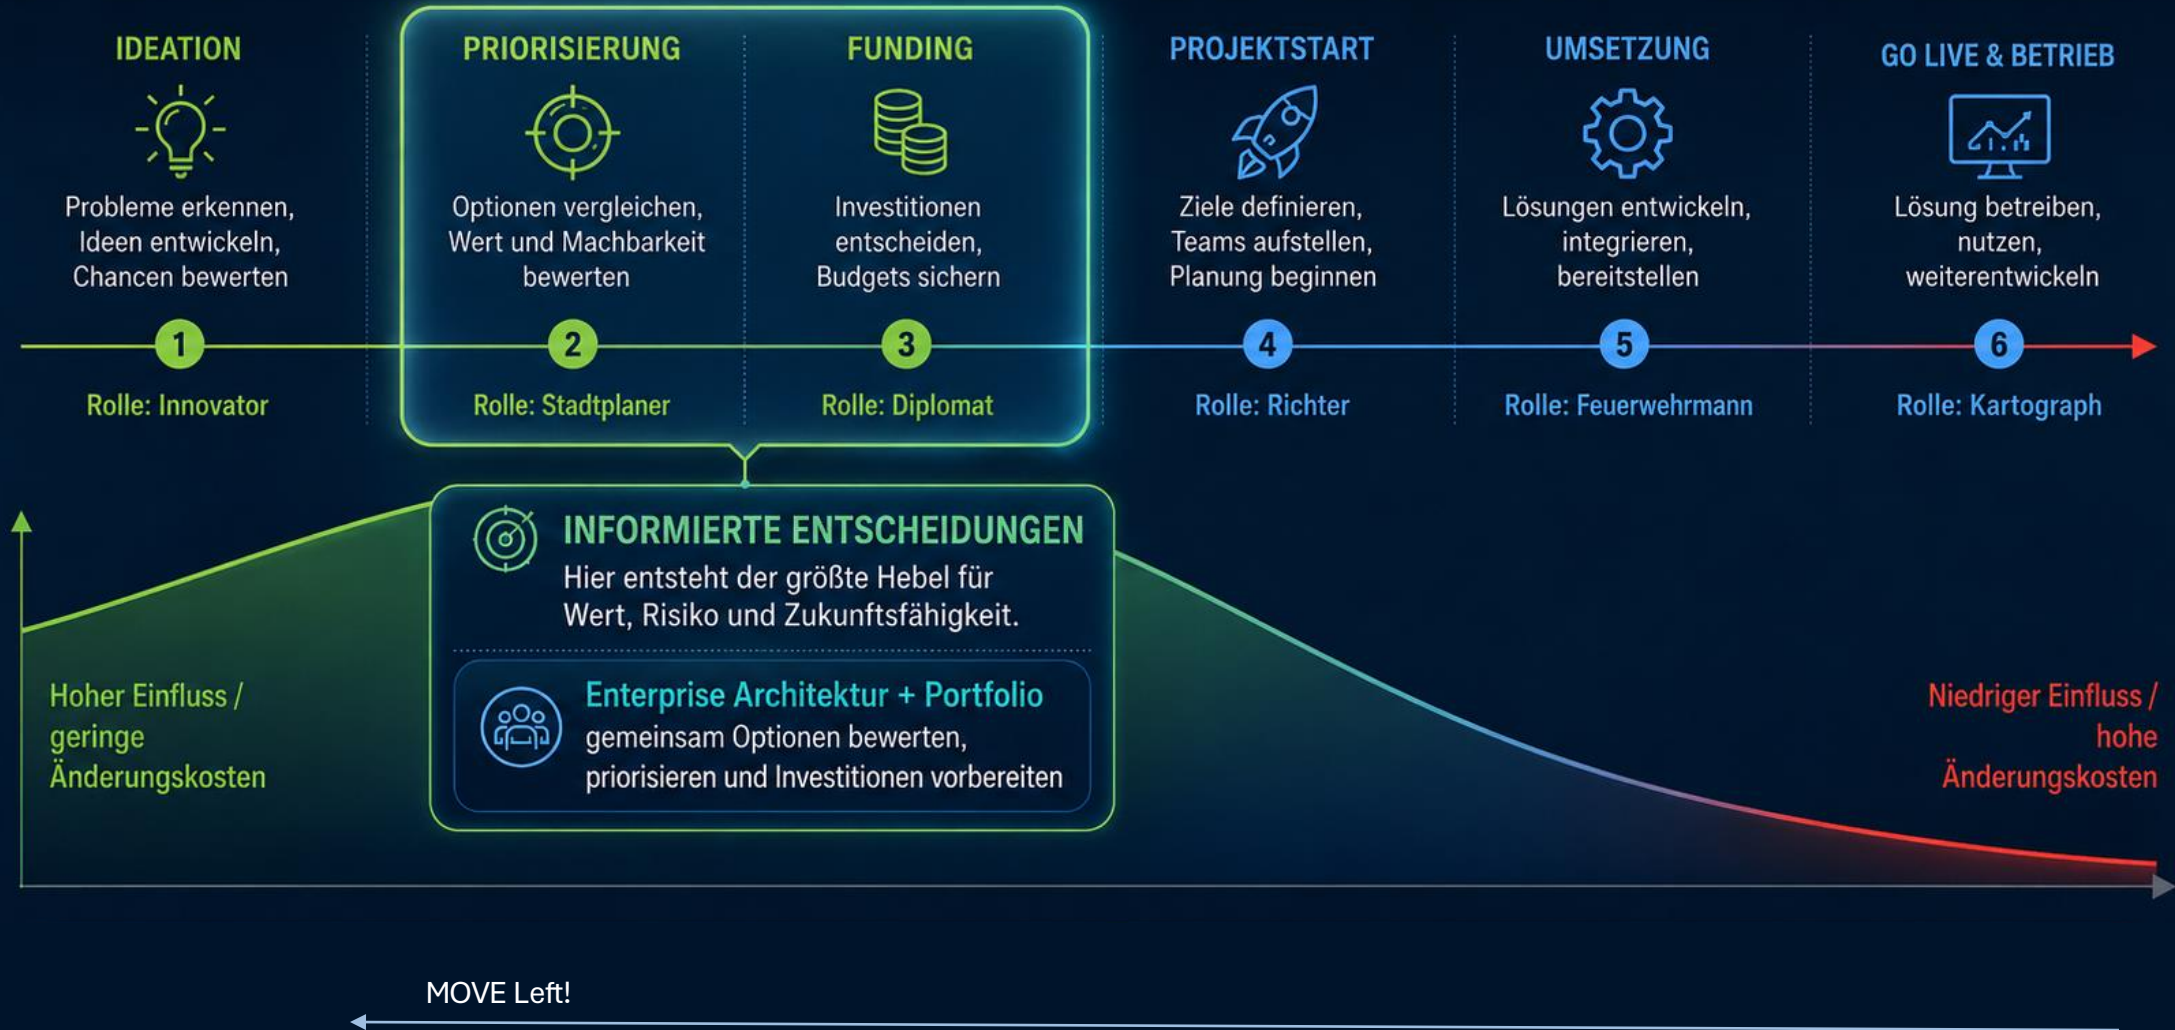 IDEATION
Probleme erkennen,
Ideen entwickeln,
Chancen bewerten
1
Rolle: Innovator
PRIORISIERUNG
Optionen vergleichen,
Wert und Machbarkeit
bewerten
2
Rolle: Stadtplaner
FUNDING
Investitionen
entscheiden,
Budgets sichern
3
Rolle: Diplomat
PROJEKTSTART
Ziele definieren,
Teams aufstellen,
Planung beginnen
4
Rolle: Richter
UMSETZUNG
Lösungen entwickeln,
integrieren,
bereitstellen
5
Rolle: Feuerwehrmann
GO LIVE & BETRIEB
Lösung betreiben,
nutzen,
weiterentwickeln
6
Rolle: Kartograph
INFORMIERTE ENTSCHEIDUNGEN
Hier entsteht der größte Hebel für
Wert, Risiko und Zukunftsfähigkeit.
Enterprise Architektur + Portfolio
gemeinsam Optionen bewerten,
priorisieren und Investitionen vorbereiten
Hoher Einfluss /
geringe
Änderungskosten
Niedriger Einfluss /
hohe
Änderungskosten
MOVE Left!